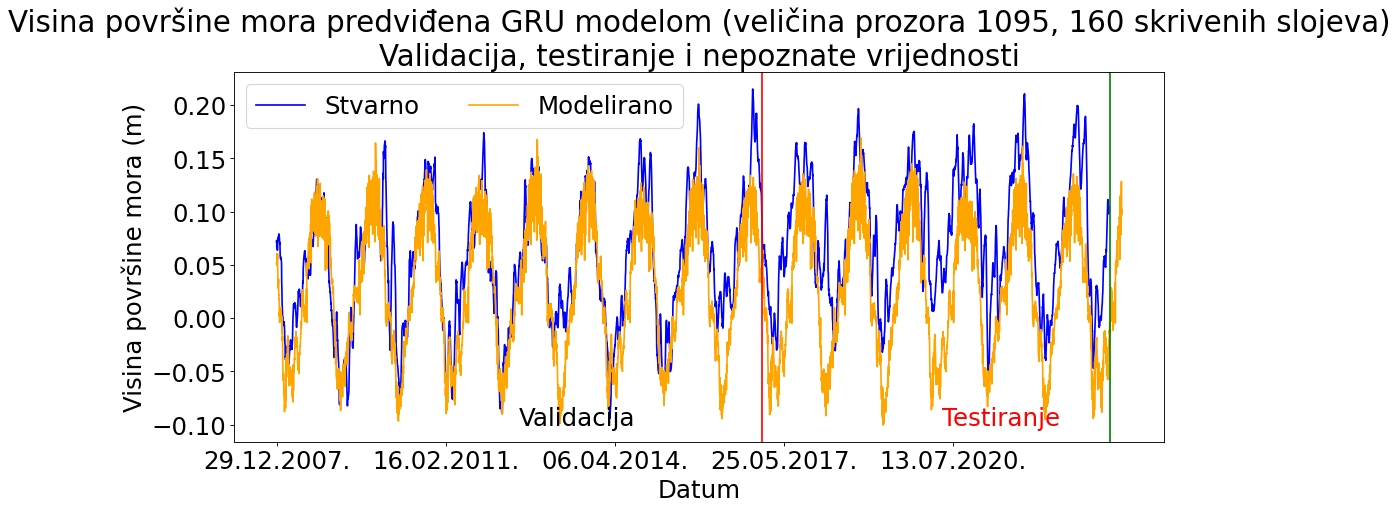 Visina površine mora predviđena GRU modelom (veličina prozora 1095, 160 skrivenih slojeva)
Validacija, testiranje i nepoznate vrijednosti
Stvarno
Modelirano
Visina površine mora (m)
0.20
0.15
0.10
0.05
0.00
−0.05
−0.10
Validacija
Testiranje
29.12.2007.
16.02.2011.
06.04.2014.
25.05.2017.
13.07.2020.
Datum